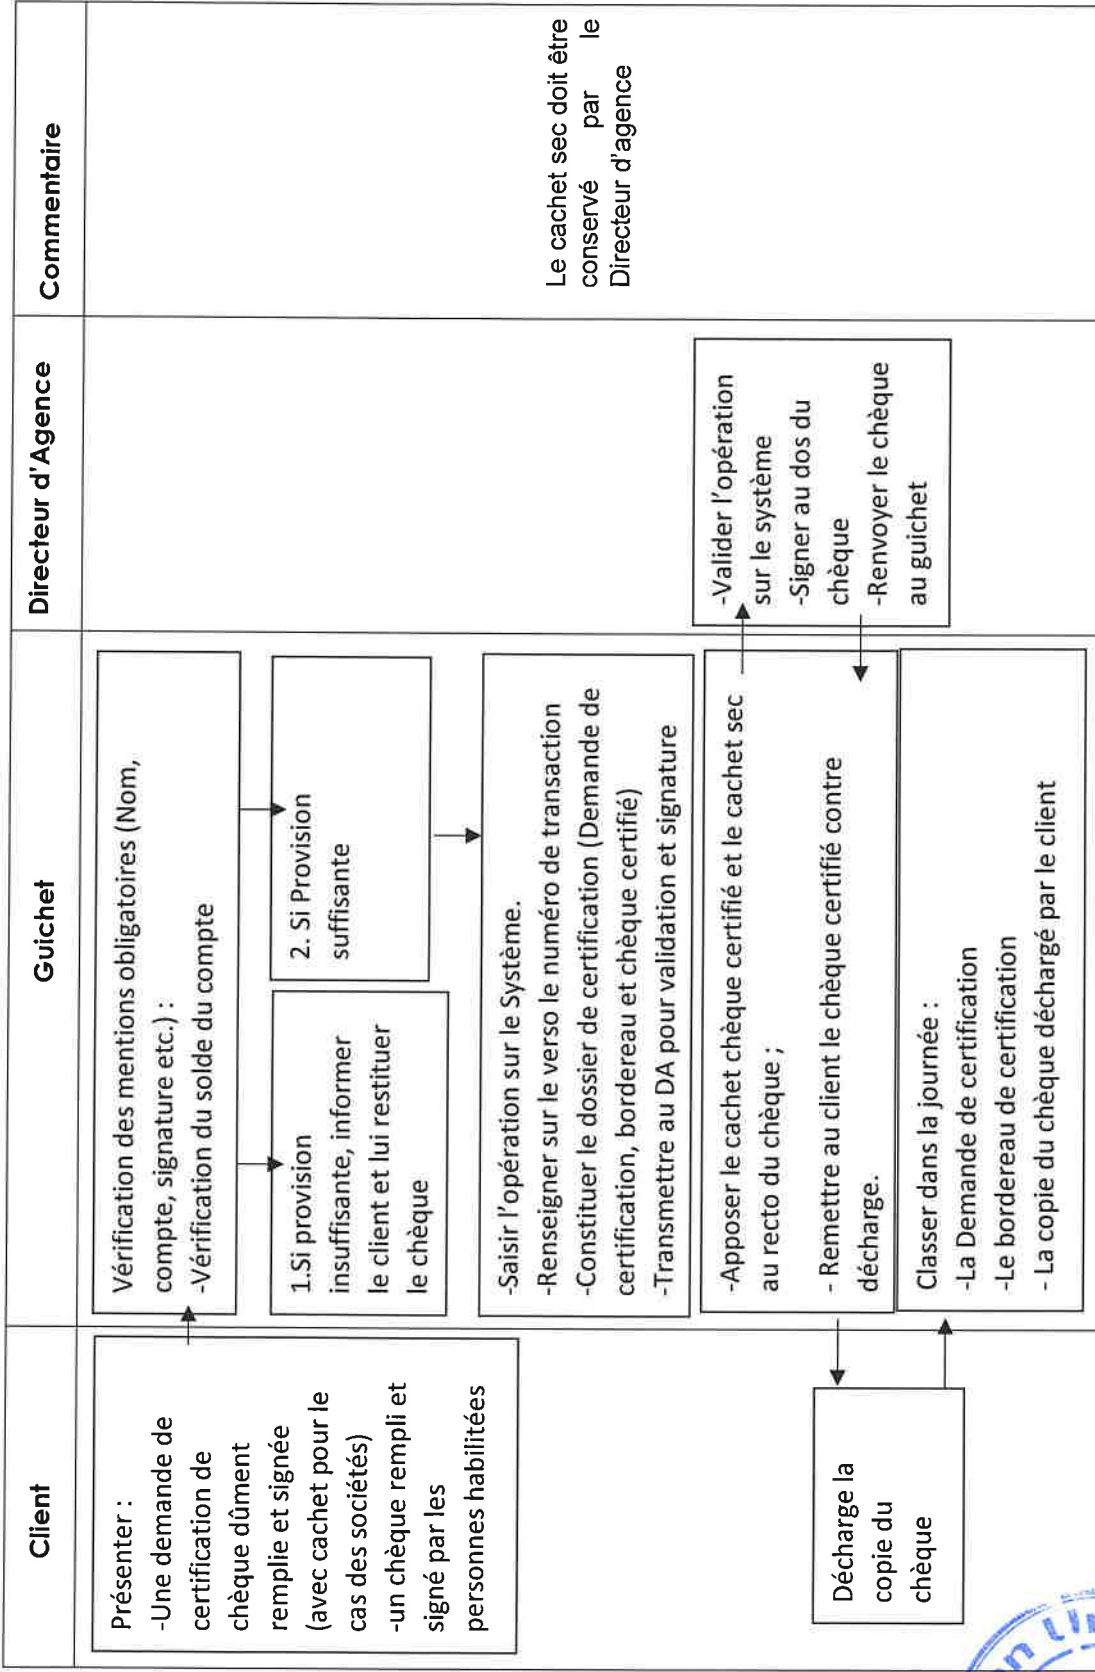 Client
Guichet
Directeur d'Agence
Commentaire
Présenter :
-Une demande de
certification de
chèque dûment
remplie et signée
(avec cachet pour le
cas des sociétés)
-un chèque rempli et
signé par les
personnes habilitées
Vérification des mentions obligatoires (Nom,
compte, signature etc.) :
-Vérification du solde du compte
1.Si provision
insuffisante, informer
le client et lui restituer
le chèque
2. Si Provision
suffisante
-Saisir l'opération sur le Système.
-Renseigner sur le verso le numéro de transaction
-Constituer le dossier de certification (Demande de
certification, bordereau et chèque certifié)
-Transmettre au DA pour validation et signature
Le cachet sec doit être
conservé par le
Directeur d'agence
-Apposer le cachet chèque certifié et le cachet sec
au recto du chèque ;
- Remettre au client le chèque certifié contre
décharge.
-Valider l'opération
sur le système
-Signer au dos du
chèque
-Renvoyer le chèque
au guichet
Décharge la
copie du
chèque
Classer dans la journée :
-La Demande de certification
-Le bordereau de certification
- La copie du chèque déchargé par le client